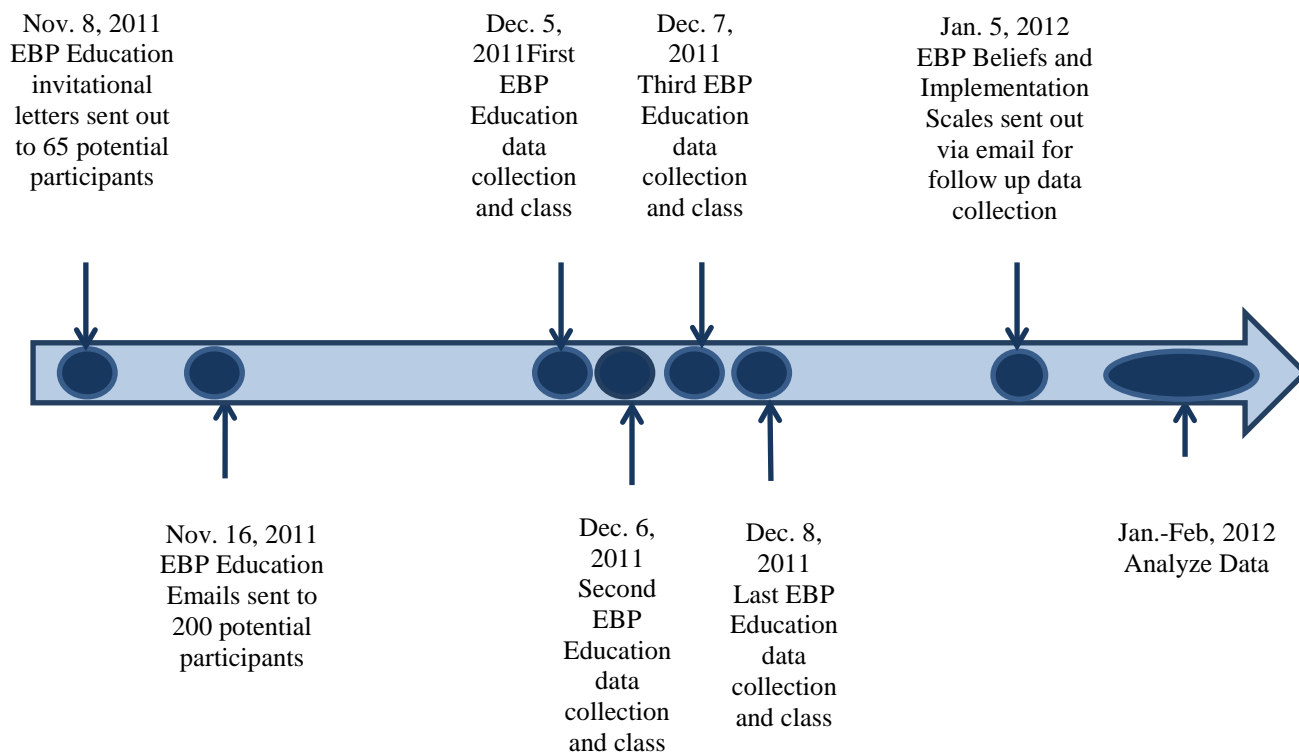 Nov. 8, 2011
EBP Education
invitational
letters sent out
to 65 potential
participants
Dec. 5,
2011First
EBP
Education
data
collection
and class
Dec. 7,
2011
Third EBP
Education
data
collection
and class
Jan. 5, 2012
EBP Beliefs and
Implementation
Scales sent out
via email for
follow up data
collection
Nov. 16, 2011
EBP Education
Emails sent to
200 potential
participants
Dec. 6,
2011
Second
EBP
Education
data
collection
and class
Dec. 8,
2011
Last EBP
Education
data
collection
and class
Jan.-Feb, 2012
Analyze Data